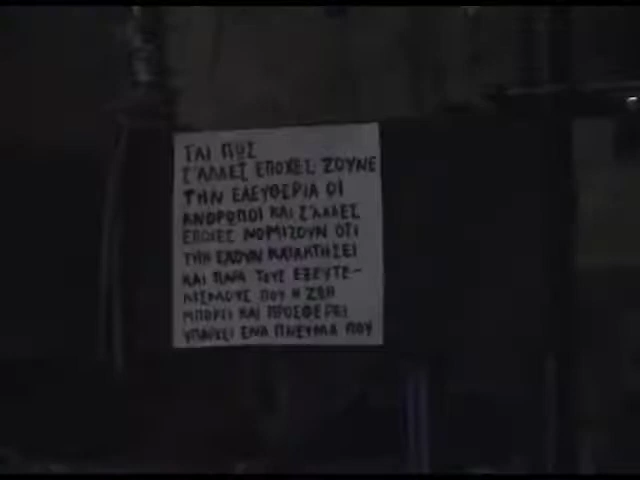 ΠΩΣ
Σ'ΑΛΛΕΣ ΕΠΟΧΕΣ ΖΟΥΝΕ
ΤΗΝ ΕΛΕΥΘΕΡΙΑ ΟΙ
ΑΝΘΡΩΠΟΙ ΚΑΙ Σ'ΑΛΛΕΣ
ΕΠΟΧΕΣ ΝΟΜΙΖΟΥΝ ΟΤΙ
ΤΗΝ ΕΧΟΥΝ ΚΑΤΑΚΤΗΣΕΙ
ΚΑΙ ΠΑΡΑ ΤΟΥΣ ΕΞΕΥΤΕ-
ΛΙΣΜΟΥΣ ΠΟΥ Η ΖΩΗ
ΜΠΟΡΕΙ ΚΑΙ ΠΡΟΣΦΕΡΕΙ
ΥΠΑΡΧΕΙ ΕΝΑ ΠΝΕΥΜΑ ΠΟΥ